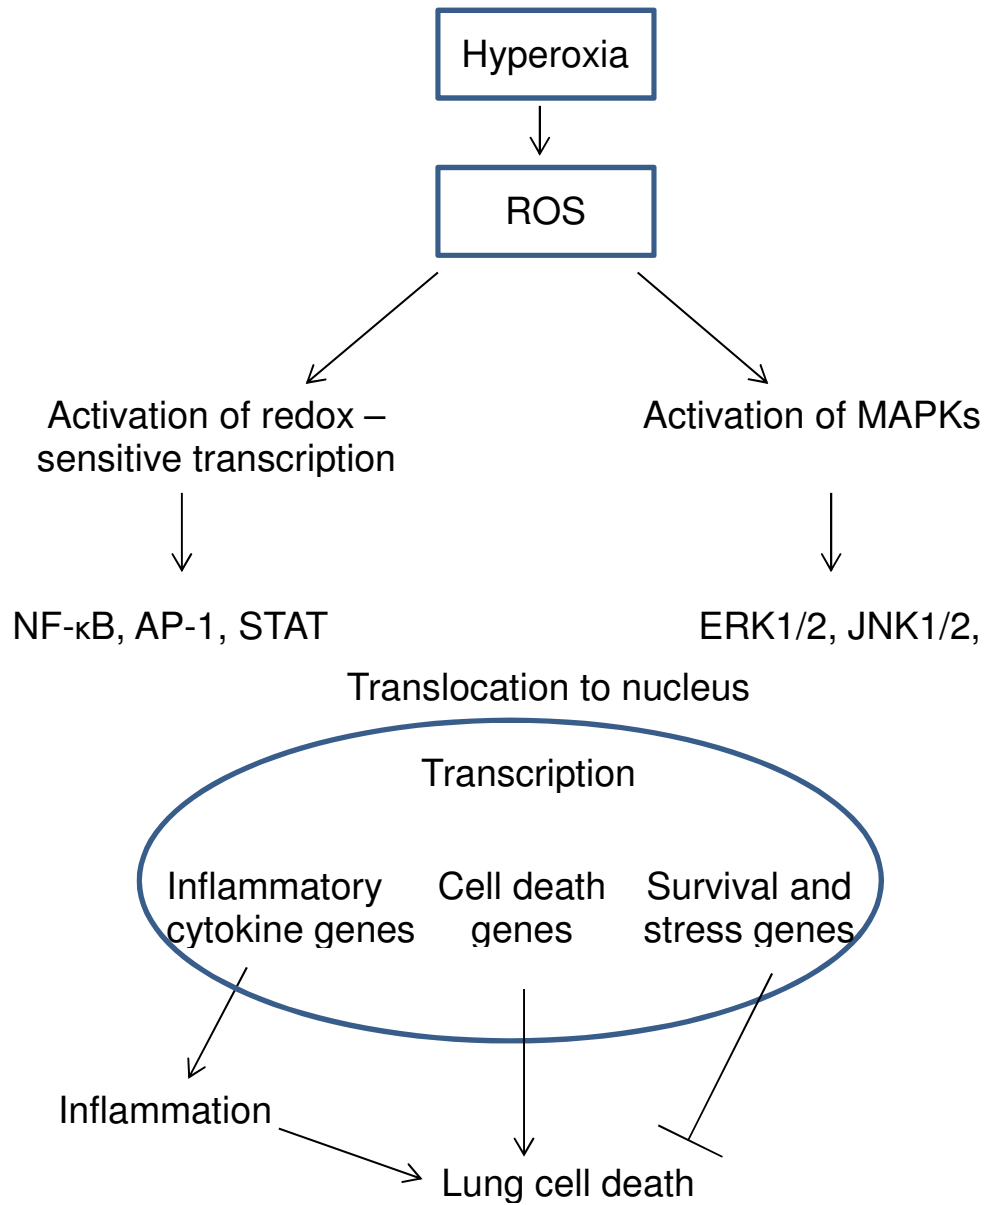 Hyperoxia
ROS
Activation of redox –
sensitive transcription
Activation of MAPKs
NF-κB, AP-1, STAT
ERK1/2, JNK1/2,
Translocation to nucleus
Transcription
Inflammatory
cytokine genes
Cell death
genes
Survival and
stress genes
Inflammation
Lung cell death